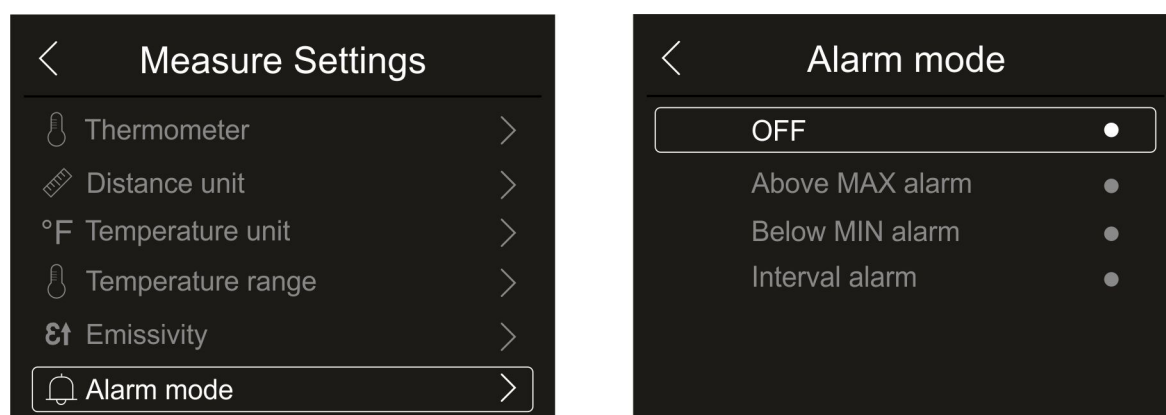 Measure Settings
Thermometer
Distance unit
°F Temperature unit
Temperature range
Ɛ↑ Emissivity
Alarm mode
Alarm mode
OFF
Above MAX alarm
Below MIN alarm
Interval alarm